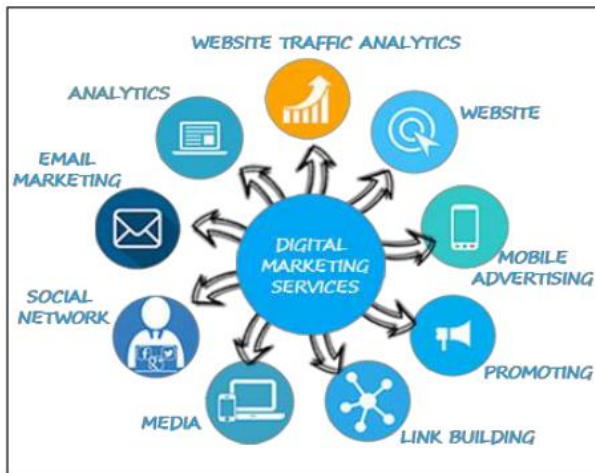 WEBSITE TRAFFIC ANALYTICS
ANALYTICS
WEBSITE
EMAIL
MARKETING
DIGITAL
MARKETING
SERVICES
MOBILE
ADVERTISING
SOCIAL
NETWORK
PROMOTING
MEDIA
LINK BUILDING